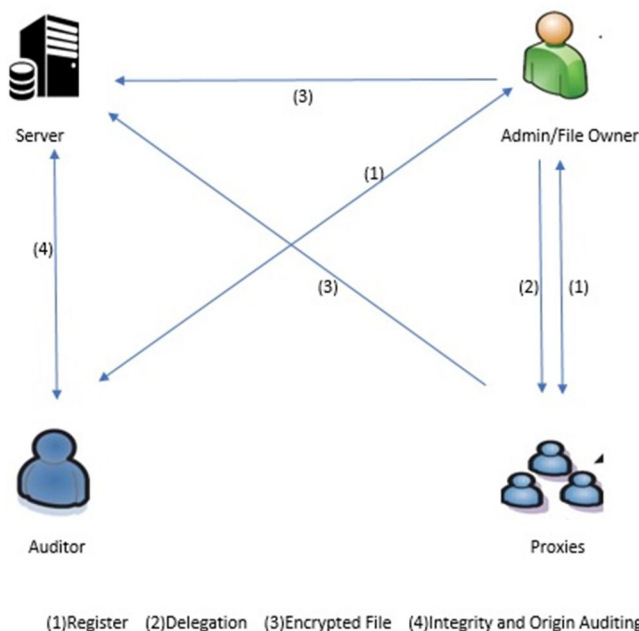 (3)
Server
Admin/File Owner
(1)
(4)
(3)
(2)
(1)
Auditor
Proxies
(1)Register (2)Delegation (3)Encrypted File (4)Integrity and Origin Auditing